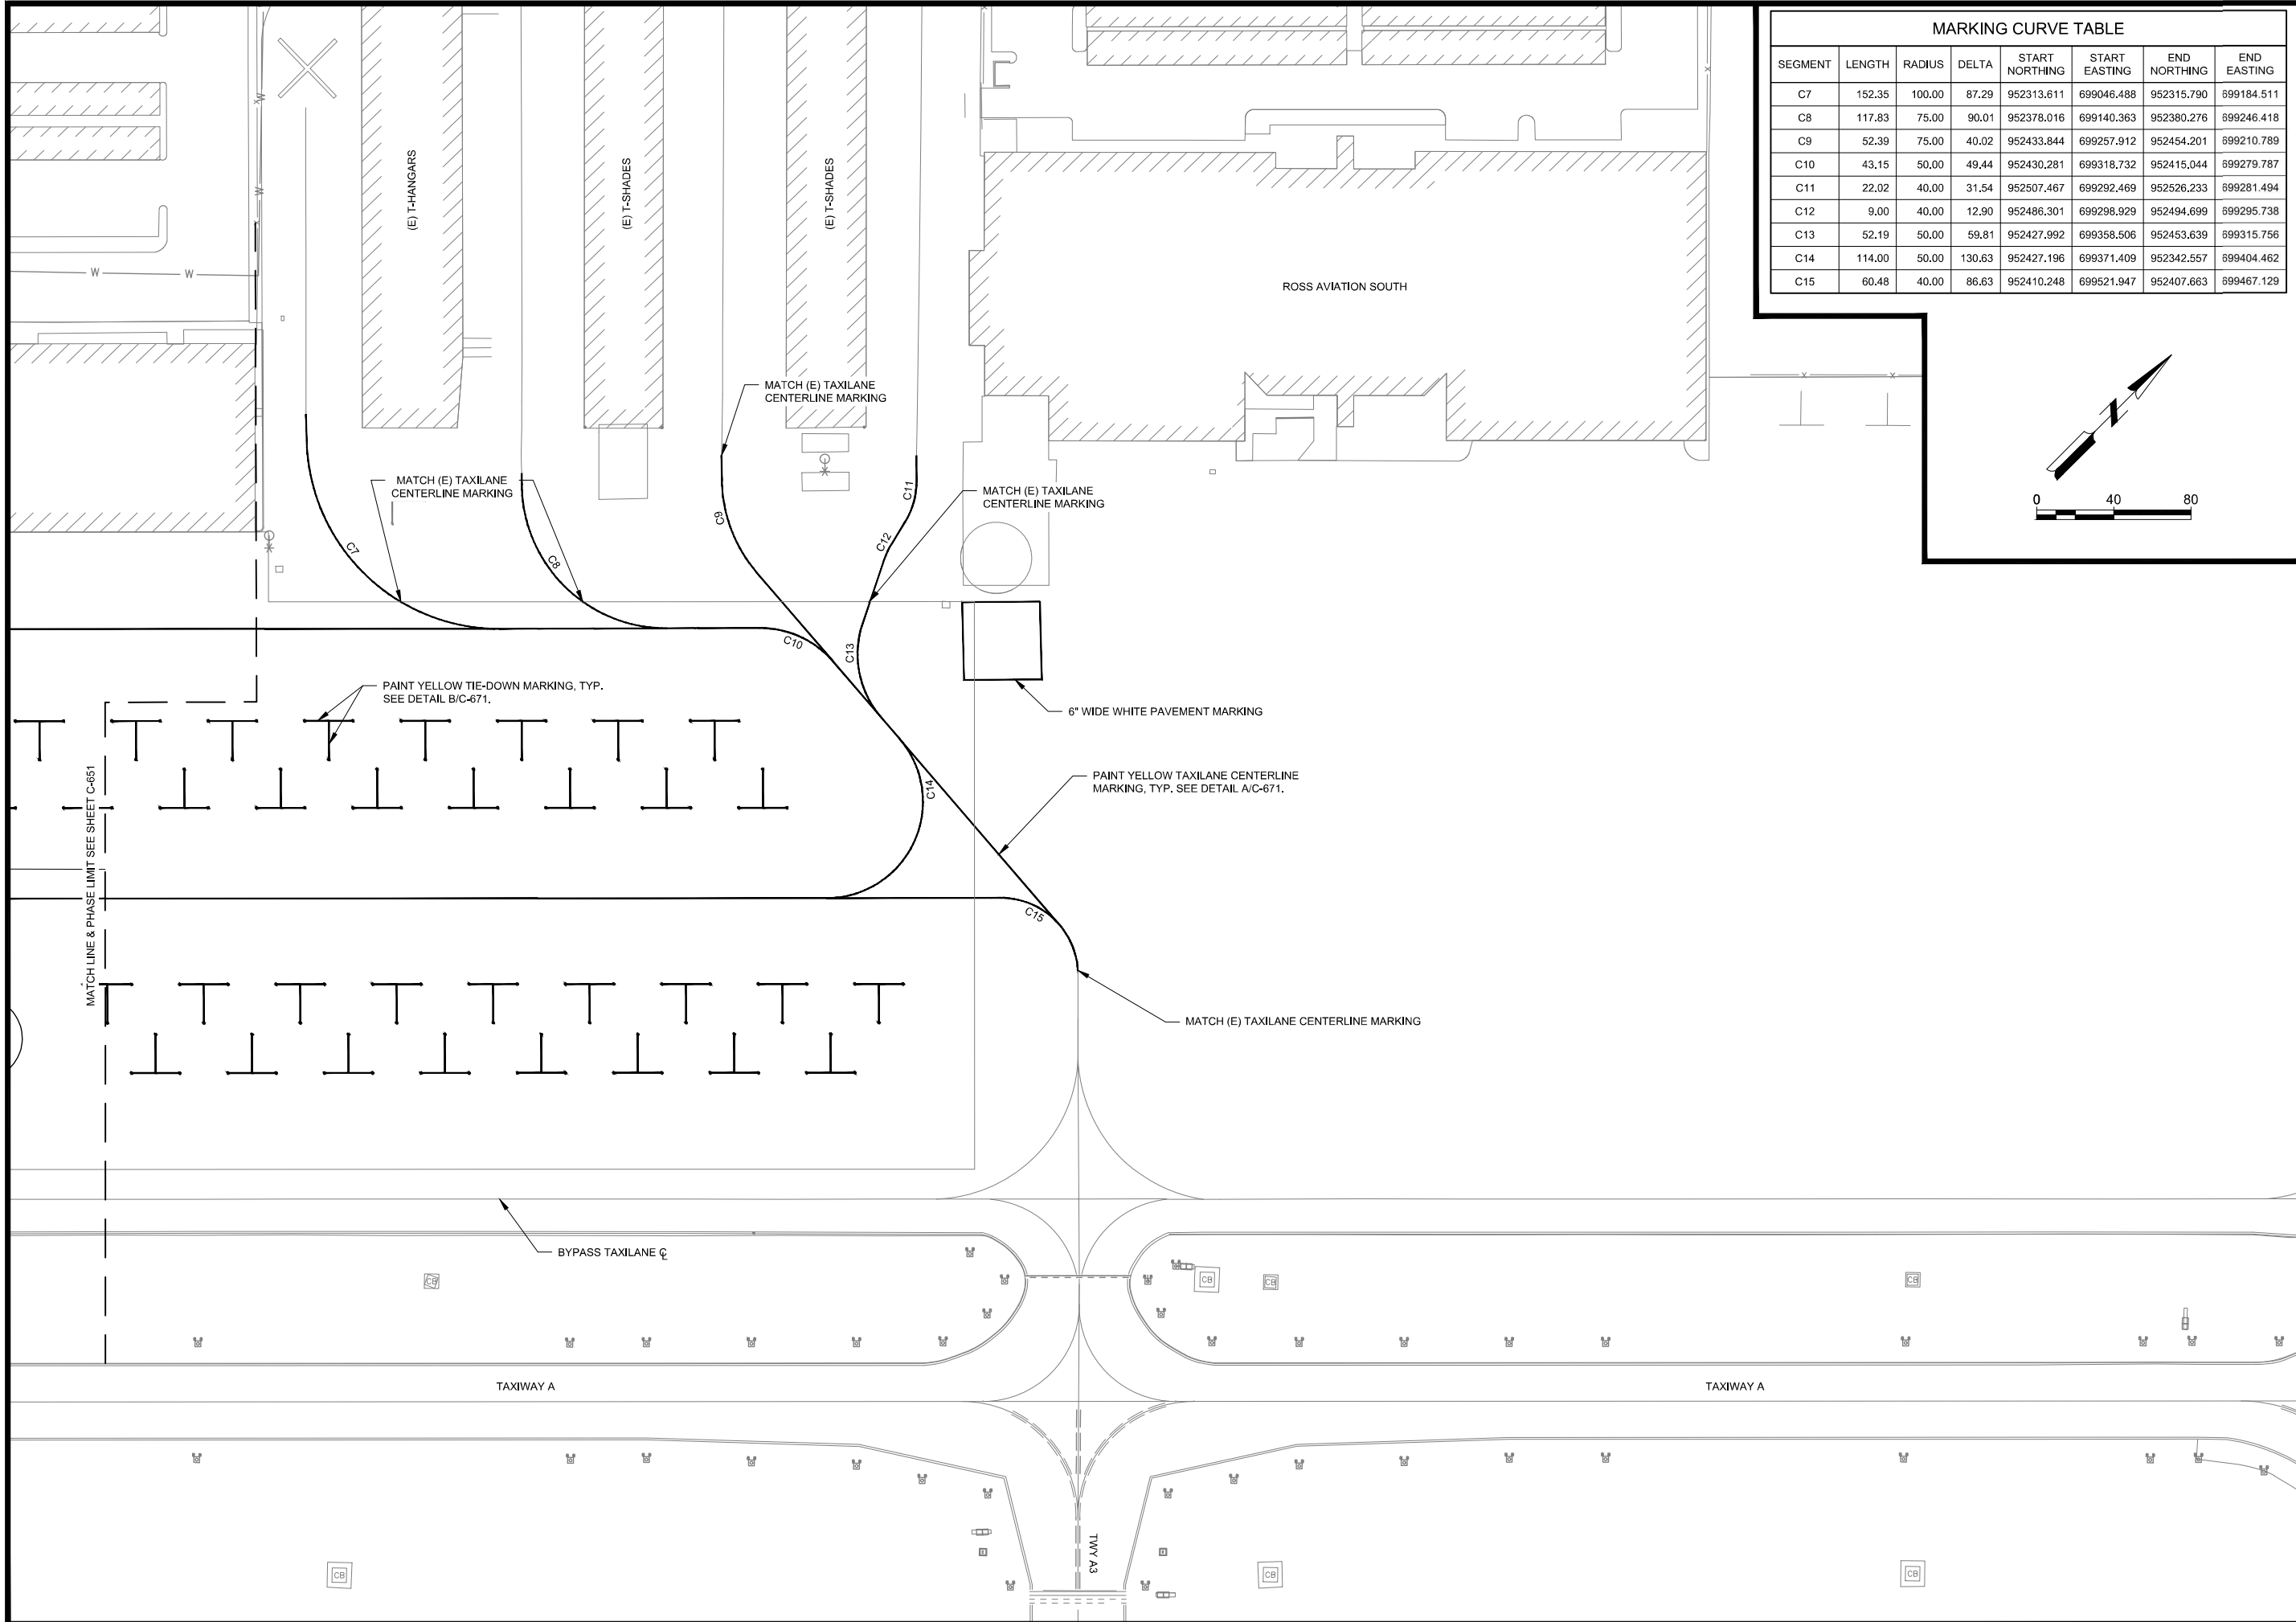 MARKING CURVE TABLE
SEGMENT LENGTH RADIUS DELTA START NORTHING START EASTING END NORTHING END EASTING
C7 152.35 100.00 87.29 952313.611 699046.488 952315.790 699184.511
C8 117.83 75.00 90.01 952378.016 699140.363 952380.276 699246.418
C9 52.39 75.00 40.02 952433.844 699257.912 952454.201 699210.789
C10 43.15 50.00 49.44 952430.281 699318.732 952415.044 699279.787
C11 22.02 40.00 31.54 952507.467 699292.469 952526.233 699281.494
C12 9.00 40.00 12.90 952486.301 699298.929 952494.699 699295.738
C13 52.19 50.00 59.81 952427.992 699358.506 952453.639 699315.756
C14 114.00 50.00 130.63 952427.196 699371.409 952342.557 699404.462
C15 60.48 40.00 86.63 952410.248 699521.947 952407.663 699467.129
N
0 40 80
W
W
W
W
X
X
X
X
X
(E) T-HANGARS
(E) T-SHADES
(E) T-SHADES
ROSS AVIATION SOUTH
MATCH (E) TAXILANE
CENTERLINE MARKING
MATCH (E) TAXILANE
CENTERLINE MARKING
MATCH (E) TAXILANE
CENTERLINE MARKING
C7
C8
C9
C11
C12
C10
C13
PAINT YELLOW TIE-DOWN MARKING, TYP.
SEE DETAIL B/C-671.
6" WIDE WHITE PAVEMENT MARKING
PAINT YELLOW TAXILANE CENTERLINE
MARKING, TYP. SEE DETAIL A/C-671.
C14
C15
MATCH LINE & PHASE LIMIT SEE SHEET C-651
MATCH (E) TAXILANE CENTERLINE MARKING
BYPASS TAXILANE ℄
CB
CB
CB
CB
TAXIWAY A
TAXIWAY A
TWY A3
CB
CB
CB